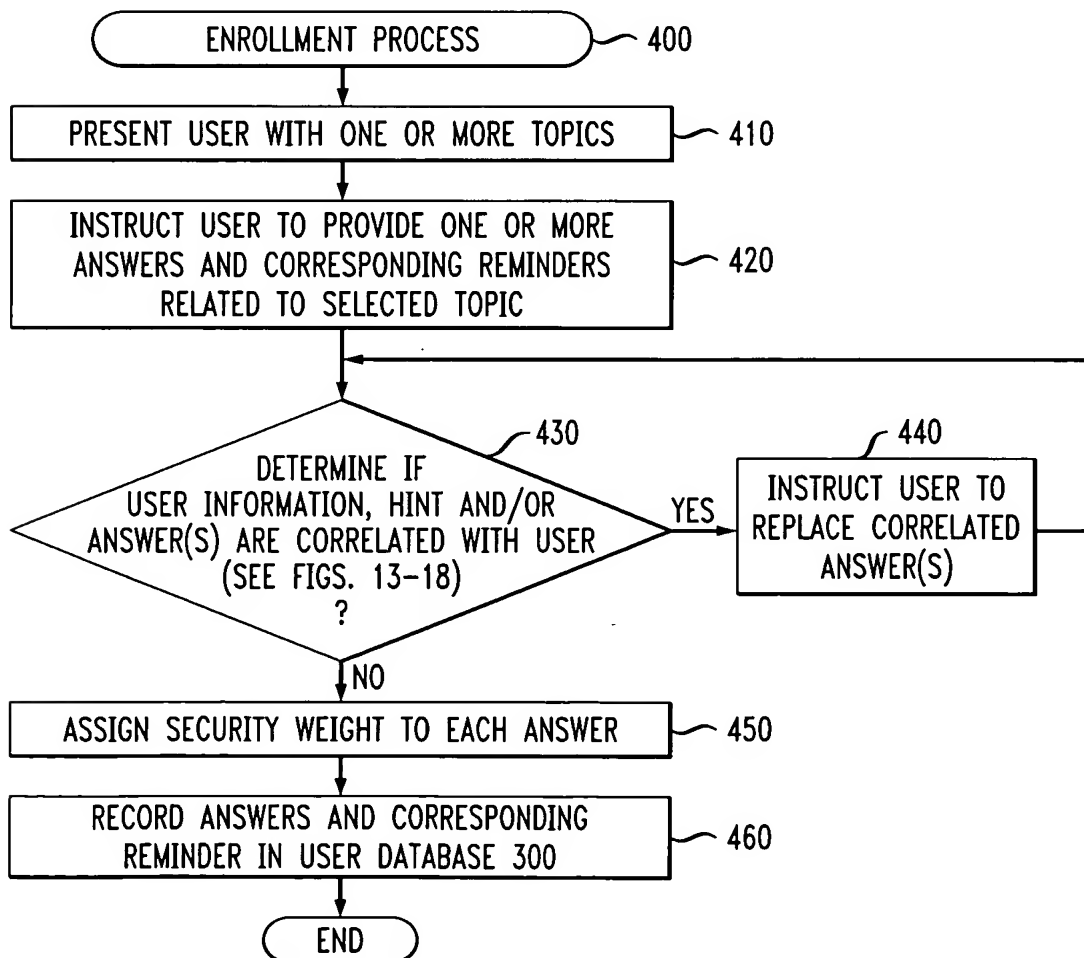 ENROLLMENT PROCESS
400
PRESENT USER WITH ONE OR MORE TOPICS
410
INSTRUCT USER TO PROVIDE ONE OR MORE
ANSWERS AND CORRESPONDING REMINDERS
RELATED TO SELECTED TOPIC
420
430
DETERMINE IF
USER INFORMATION, HINT AND/OR
ANSWER(S) ARE CORRELATED WITH USER
(SEE FIGS. 13-18)
?
YES
440
INSTRUCT USER TO
REPLACE CORRELATED
ANSWER(S)
NO
ASSIGN SECURITY WEIGHT TO EACH ANSWER
450
RECORD ANSWERS AND CORRESPONDING
REMINDER IN USER DATABASE 300
460
END